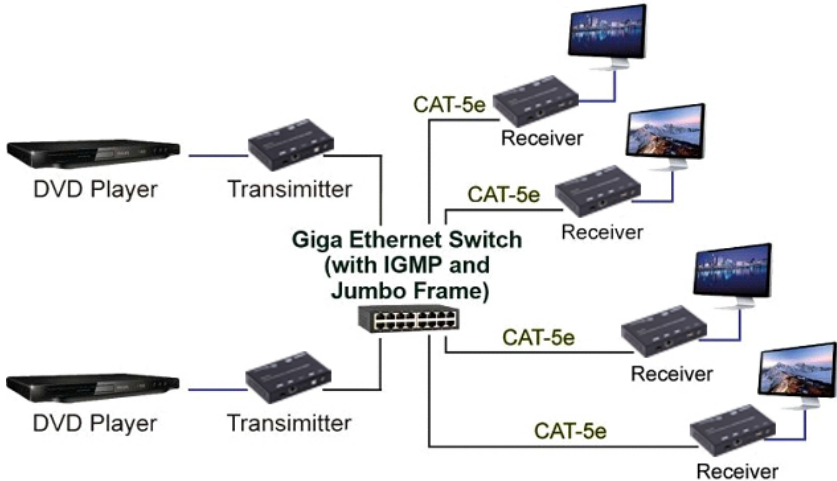 CAT-5e
Receiver
DVD Player
Transimitter
CAT-5e
Receiver
Giga Ethernet Switch
(with IGMP and
Jumbo Frame)
CAT-5e
Receiver
DVD Player
Transimitter
CAT-5e
Receiver